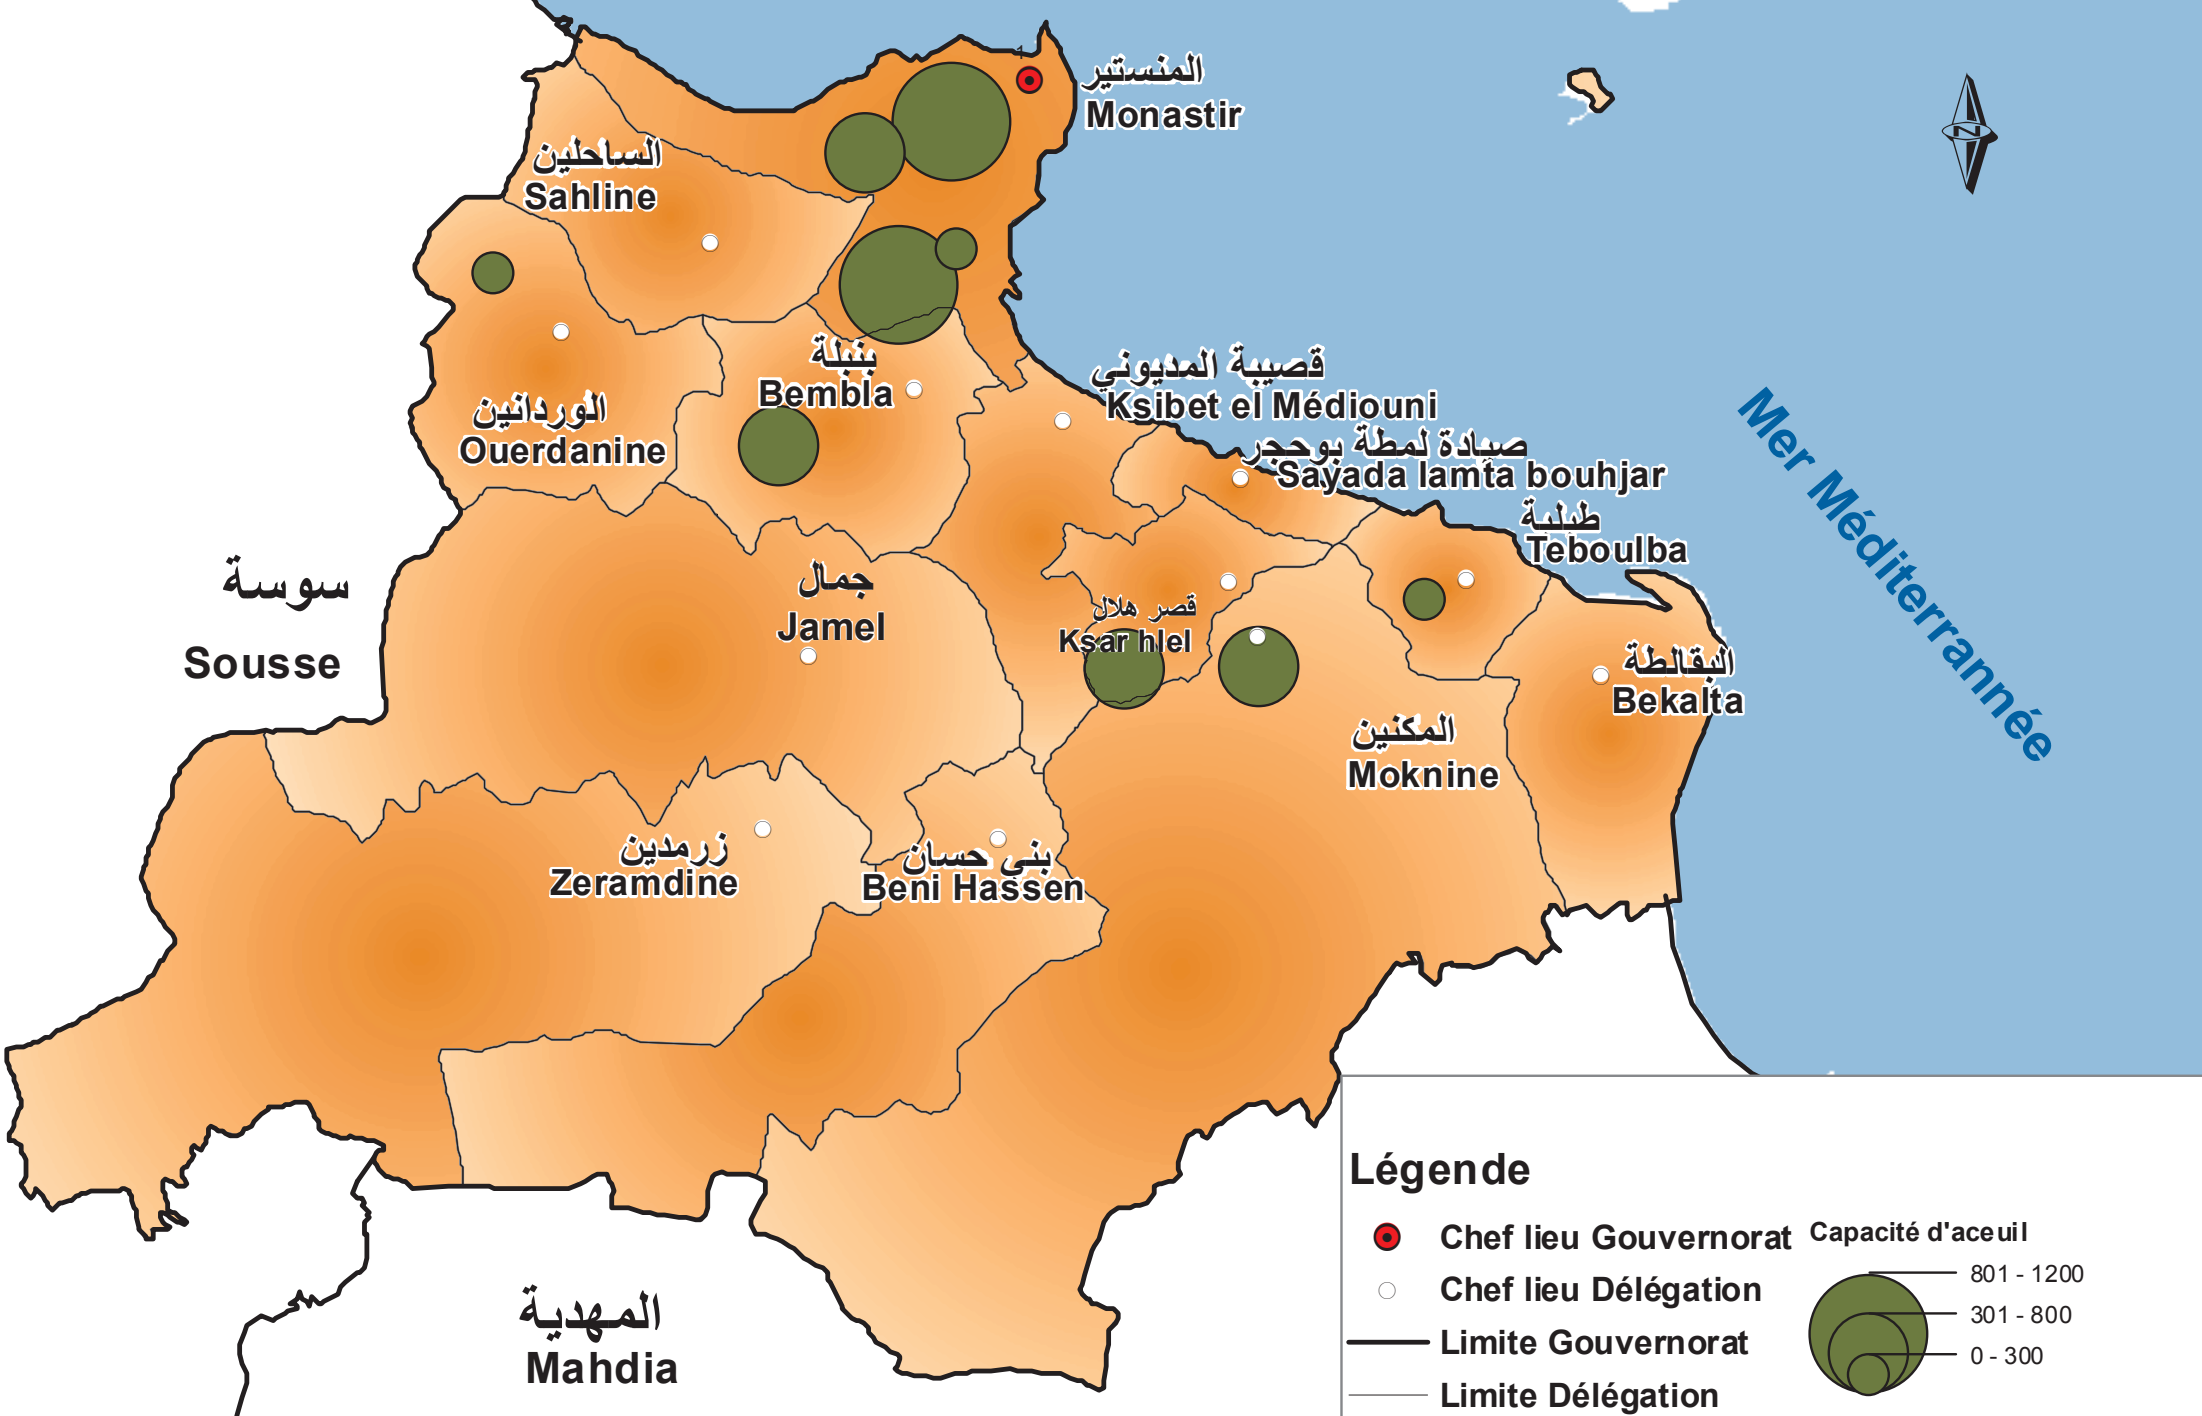 1
المنستير
Monastir
N
الساحلين
Sahline
بنبلة
Bembla
قصيبة المديوني
Ksibet el Médiouni
الوردانين
Ouerdanine
صيادة لمطة بوحجر
Sayada lamta bouhjar
طبلبة
Teboulba
Mer Méditerrannée
سوسة
Sousse
جمال
Jamel
قصر هلال
Ksar hlel
البقالطة
Bekalta
المكنين
Moknine
زرمدين
Zeramdine
بني حسان
Beni Hassen
المهدية
Mahdia
Légende
Chef lieu Gouvernorat
Chef lieu Délégation
Limite Gouvernorat
Limite Délégation
Capacité d'aceuil
801 - 1200
301 - 800
0 - 300